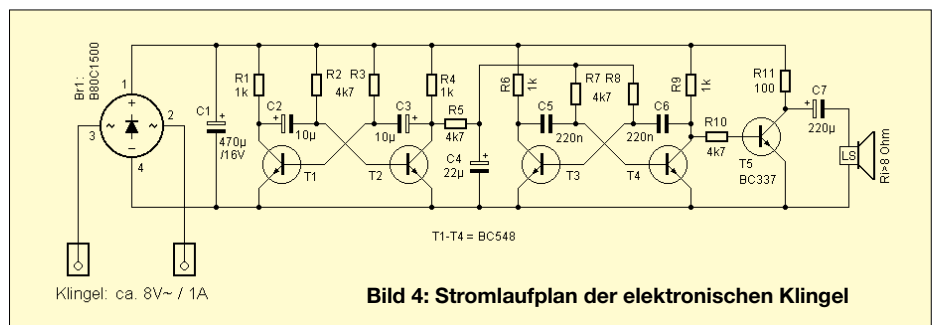 Br1:
B80C1500
1
2
3
4
+
~
~
−
C1
+
470µ
/16V
R1
1k
R2
4k7
R3
R4
1k
C2
+
10µ
C3
+
10µ
T1
T2
R5
4k7
C4
+
22µ
R6
1k
C5
220n
R7
4k7
R8
C6
220n
R9
1k
T3
T4
R10
4k7
R11
100
C7
+
220µ
T5
BC337
LS
Ri>8 Ohm
T1-T4 = BC548
Klingel: ca. 8V~ / 1A
Bild 4: Stromlaufplan der elektronischen Klingel